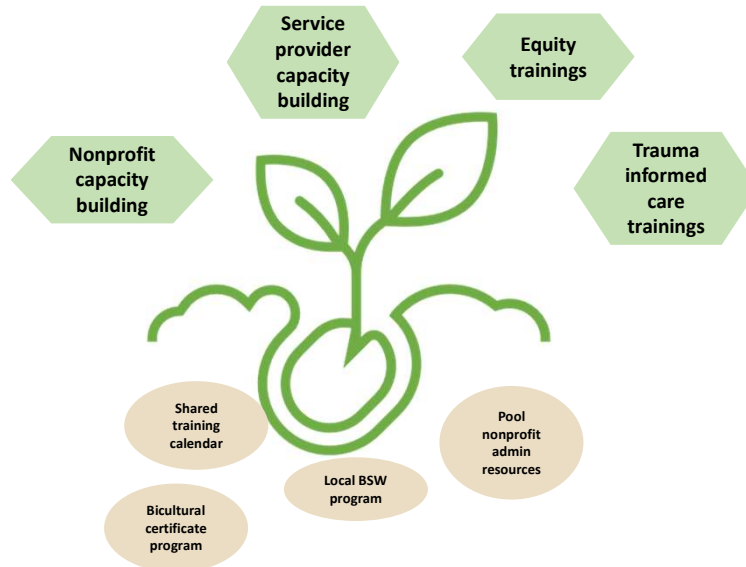 Service
provider
capacity
building
Equity
trainings
Nonprofit
capacity
building
Trauma
informed
care
trainings
Shared
training
calendar
Pool
nonprofit
admin
resources
Local BSW
program
Bicultural
certificate
program